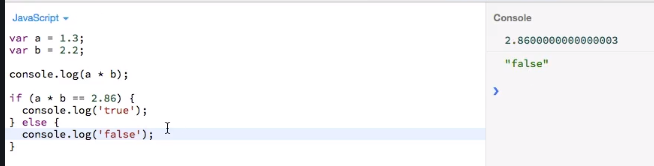 JavaScript
var a = 1.3;
var b = 2.2;
console.log(a * b);
if (a * b == 2.86) {
  console.log('true');
} else {
  console.log('false');
}
Console
2.8600000000000003
"false"